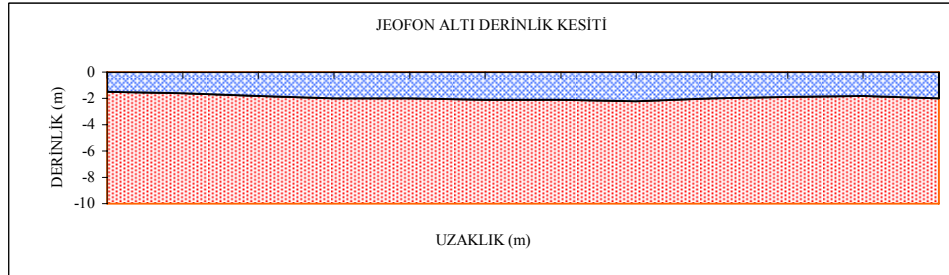 JEOFON ALTI DERİNLİK KESİTİ
DERİNLİK (m)
0
-2
-4
-6
-8
-10
UZAKLIK (m)